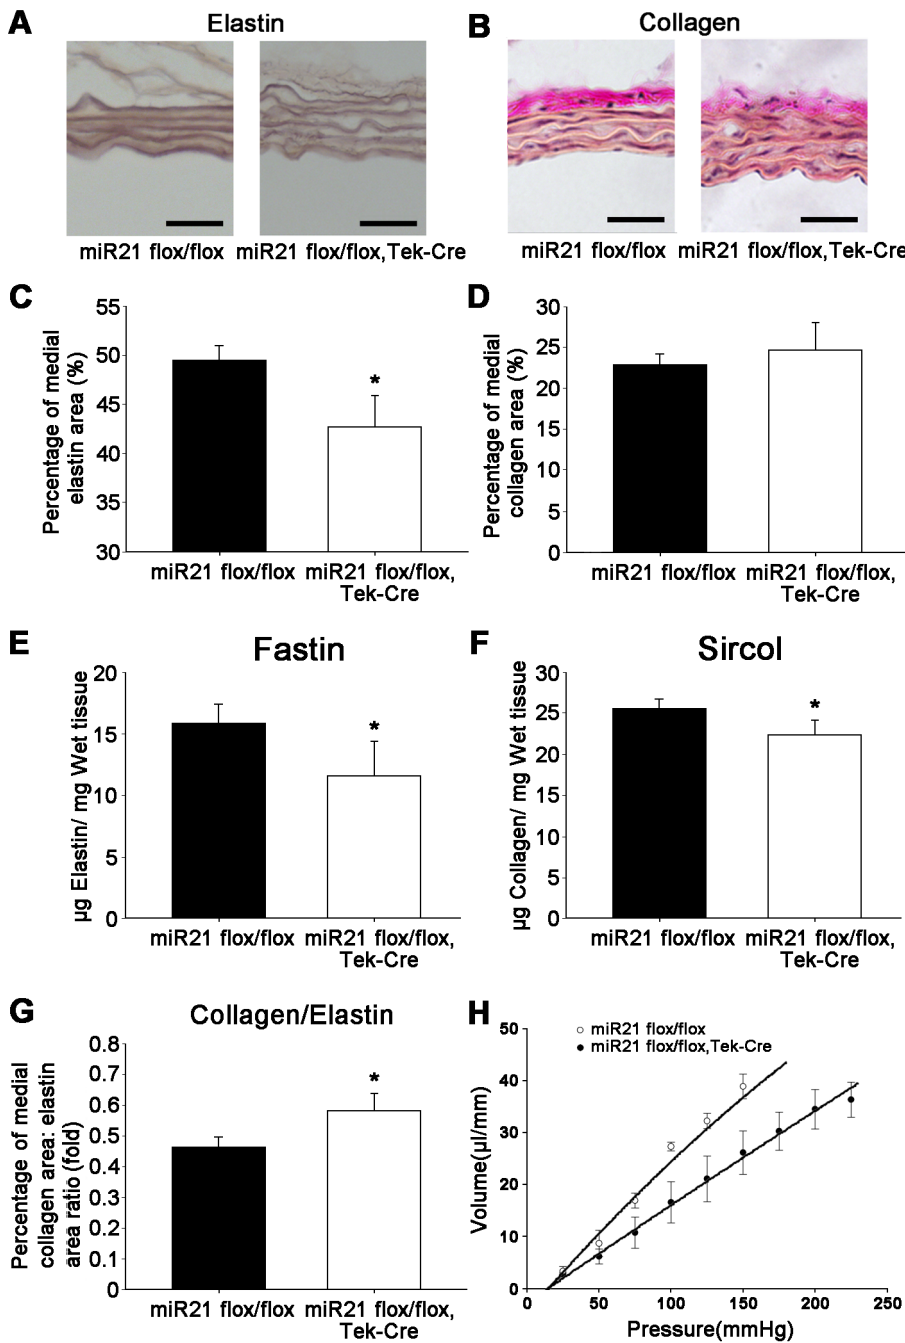 A
Elastin
miR21 flox/flox
miR21 flox/flox,Tek-Cre
B
Collagen
miR21 flox/flox
miR21 flox/flox,Tek-Cre
C
Percentage of medial
elastin area (%)
55
50
45
40
35
30
*
miR21 flox/flox
miR21 flox/flox,
Tek-Cre
D
Percentage of medial
collagen area (%)
30
25
20
15
10
5
0
miR21 flox/flox
miR21 flox/flox,
Tek-Cre
E
Fastin
µg Elastin/ mg Wet tissue
20
15
10
5
0
*
miR21 flox/flox
miR21 flox/flox,
Tek-Cre
F
Sircol
µg Collagen/ mg Wet tissue
30
25
20
15
10
5
0
*
miR21 flox/flox
miR21 flox/flox,
Tek-Cre
G
Collagen/Elastin
Percentage of medial
collagen area: elastin
area ratio (fold)
0.8
0.7
0.6
0.5
0.4
0.3
0.2
0.1
0
*
miR21 flox/flox
miR21 flox/flox,
Tek-Cre
H
miR21 flox/flox
miR21 flox/flox,Tek-Cre
Volume(µl/mm)
50
40
30
20
10
0
0
50
100
150
200
250
Pressure(mmHg)